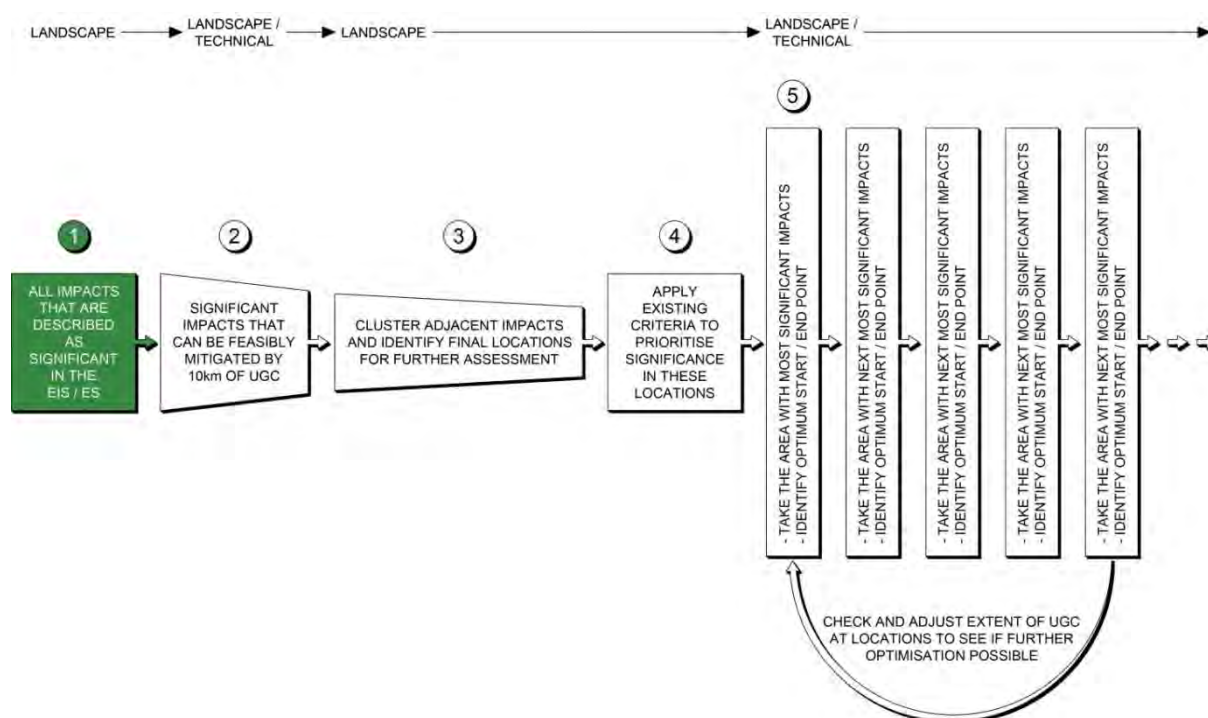 LANDSCAPE
LANDSCAPE /
TECHNICAL
LANDSCAPE
LANDSCAPE /
TECHNICAL
1
ALL IMPACTS
THAT ARE
DESCRIBED
AS
SIGNIFICANT
IN THE
EIS / ES
2
SIGNIFICANT
IMPACTS THAT
CAN BE FEASIBLY
MITIGATED BY
10km OF UGC
3
CLUSTER ADJACENT IMPACTS
AND IDENTIFY FINAL LOCATIONS
FOR FURTHER ASSESSMENT
4
APPLY
EXISTING
CRITERIA TO
PRIORITISE
SIGNIFICANCE
IN THESE
LOCATIONS
5
- TAKE THE AREA WITH MOST SIGNIFICANT IMPACTS
- IDENTIFY OPTIMUM START / END POINT
- TAKE THE AREA WITH NEXT MOST SIGNIFICANT IMPACTS
- IDENTIFY OPTIMUM START / END POINT
- TAKE THE AREA WITH NEXT MOST SIGNIFICANT IMPACTS
- IDENTIFY OPTIMUM START / END POINT
- TAKE THE AREA WITH NEXT MOST SIGNIFICANT IMPACTS
- IDENTIFY OPTIMUM START / END POINT
- TAKE THE AREA WITH NEXT MOST SIGNIFICANT IMPACTS
- IDENTIFY OPTIMUM START / END POINT
CHECK AND ADJUST EXTENT OF UGC
AT LOCATIONS TO SEE IF FURTHER
OPTIMISATION POSSIBLE